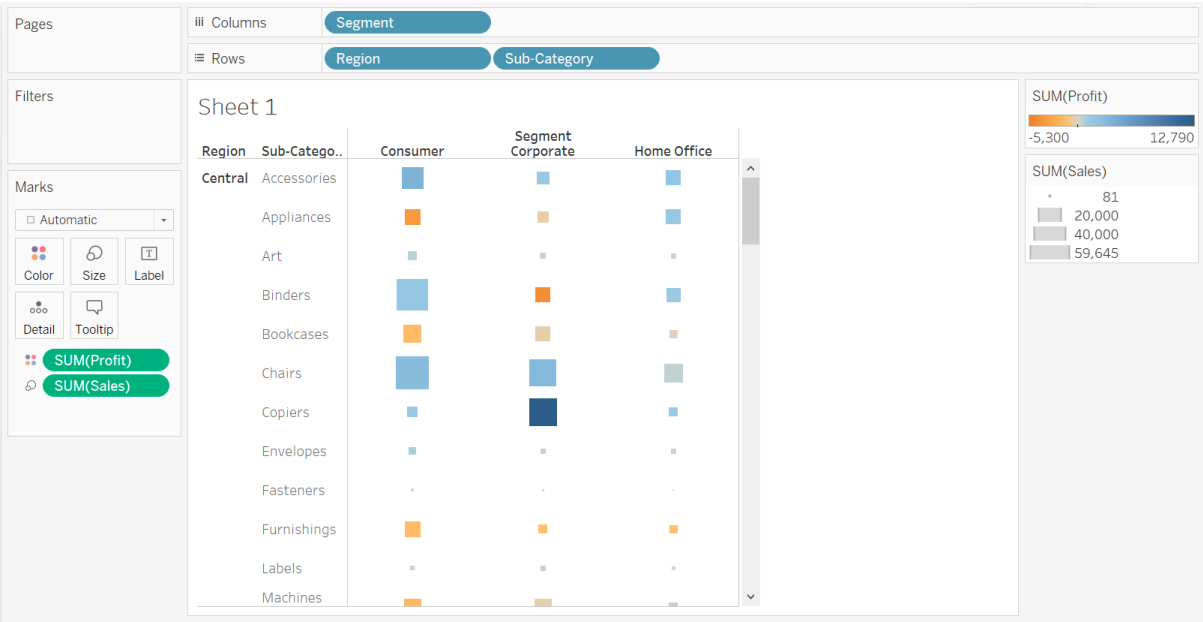 Pages
iii Columns
Segment
Rows
Region
Sub-Category
Filters
Marks
Automatic
Color
Size
Label
Detail
Tooltip
SUM(Profit)
SUM(Sales)
Sheet 1
Segment
Region Sub-Catego.. Consumer Corporate Home Office
Central Accessories
Appliances
Art
Binders
Bookcases
Chairs
Copiers
Envelopes
Fasteners
Furnishings
Labels
Machines
SUM(Profit)
-5,300 12,790
SUM(Sales)
81
20,000
40,000
59,645